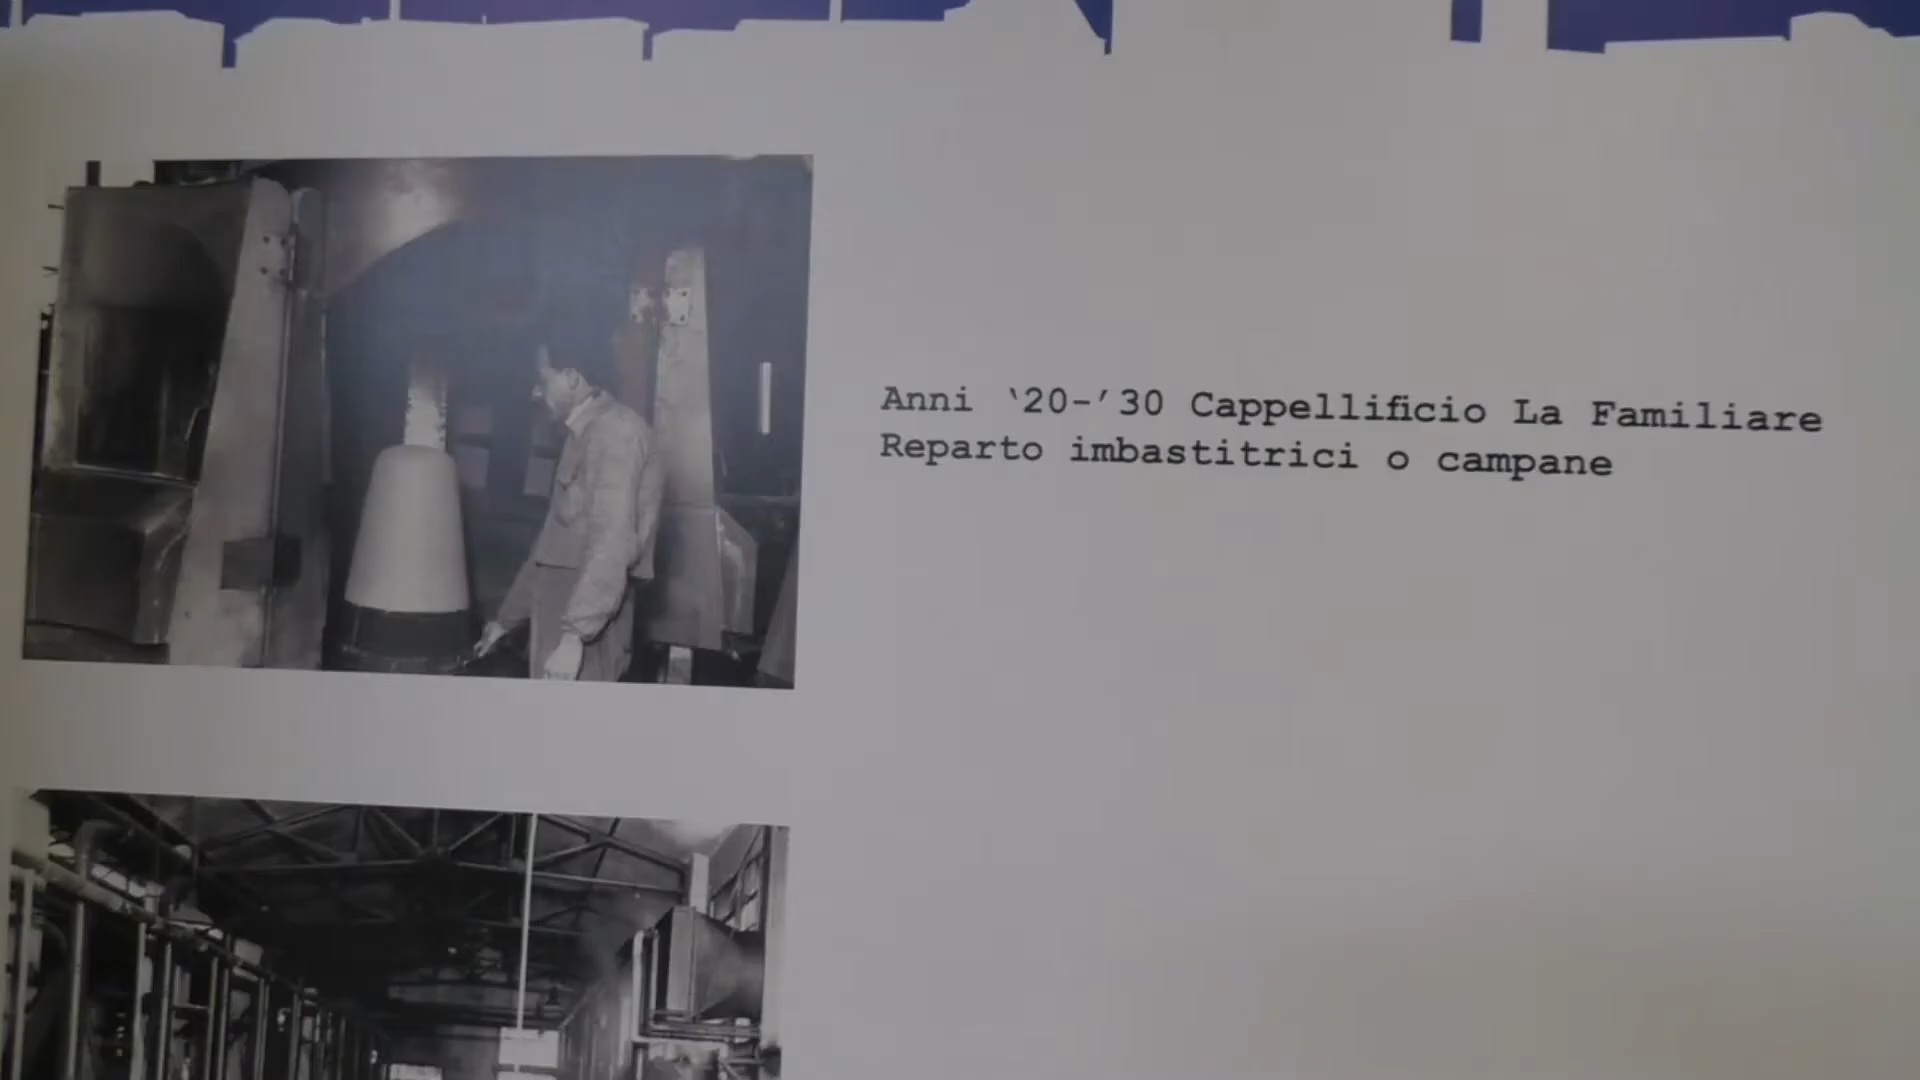 Anni ‘20-’30 Cappellificio La Familiare
Reparto imbastitrici o campane